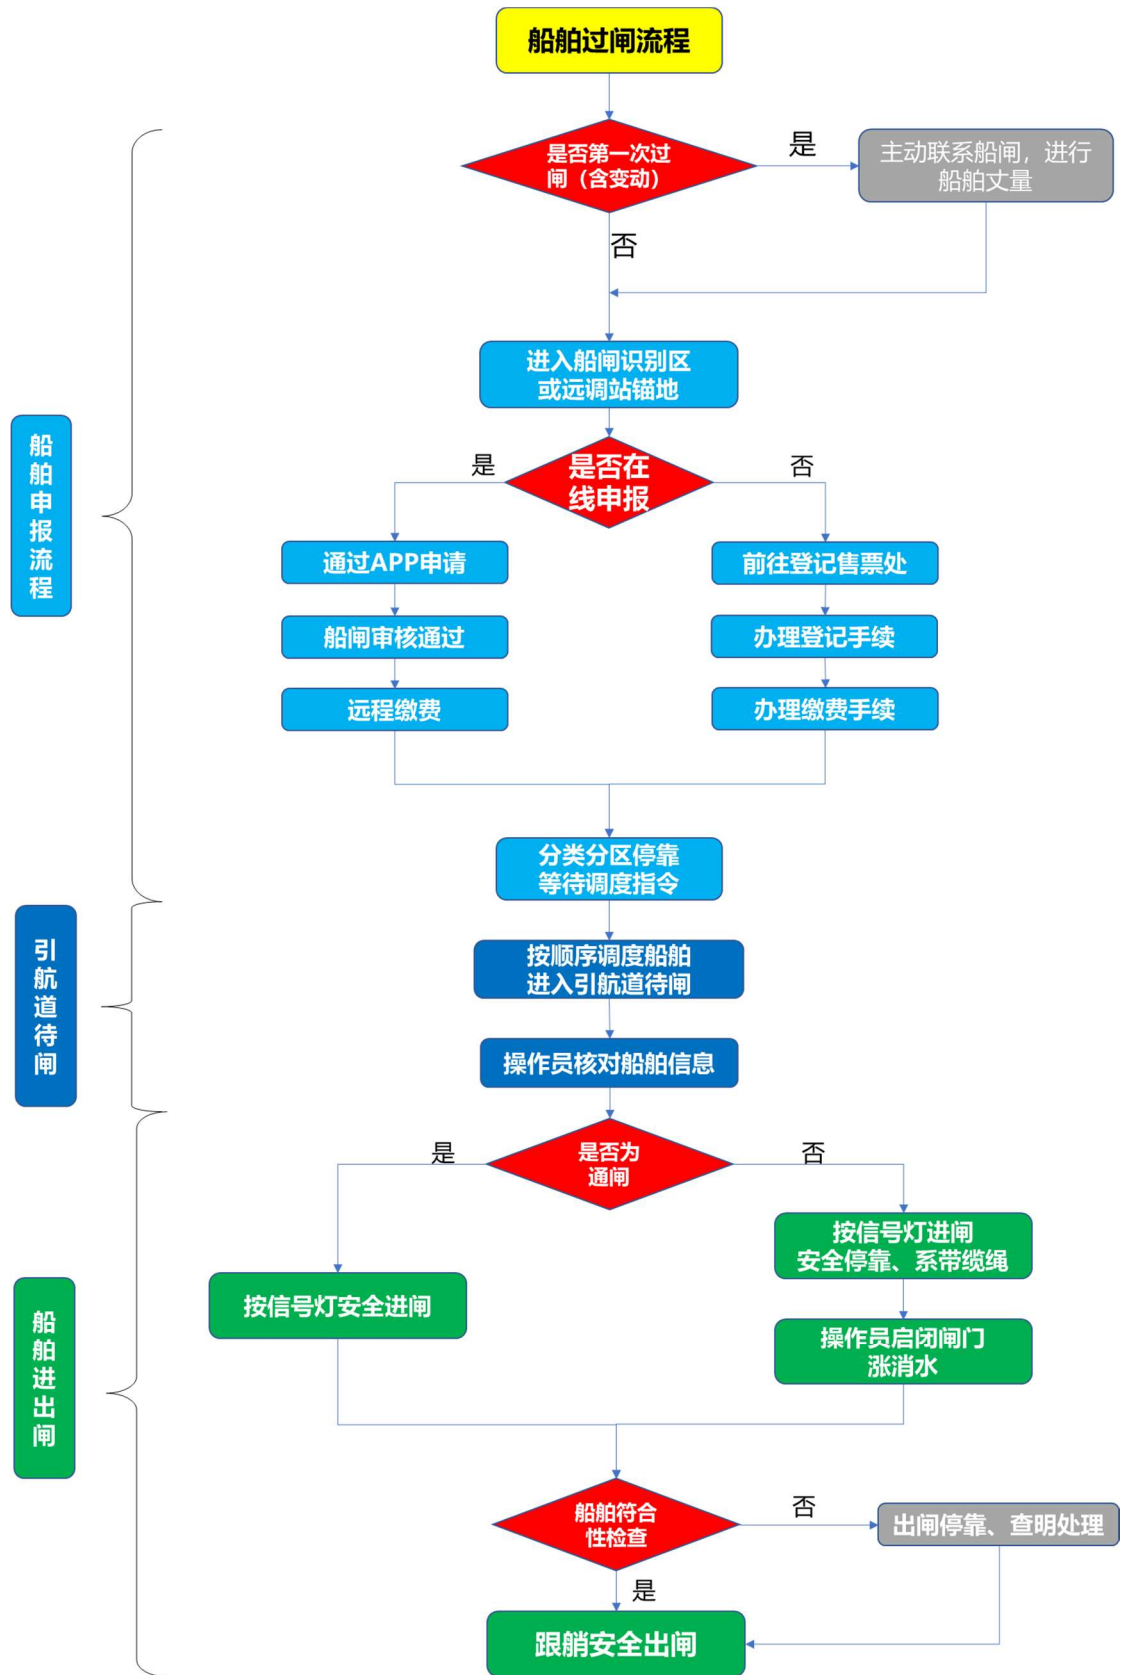 船舶过闸流程
是否第一次过
闸（含变动）
是
主动联系船闸，进行
船舶丈量
否
进入船闸识别区
或远调站锚地
船
舶
申
报
流
程
是
是否在
线申报
否
通过APP申请
前往登记售票处
船闸审核通过
办理登记手续
远程缴费
办理缴费手续
分类分区停靠
等待调度指令
引
航
道
待
闸
按顺序调度船舶
进入引航道待闸
操作员核对船舶信息
是
是否为
通闸
否
按信号灯进闸
安全停靠、系带缆绳
按信号灯安全进闸
操作员启闭闸门
涨消水
船
舶
进
出
闸
船舶符合
性检查
否
出闸停靠、查明处理
是
跟艄安全出闸